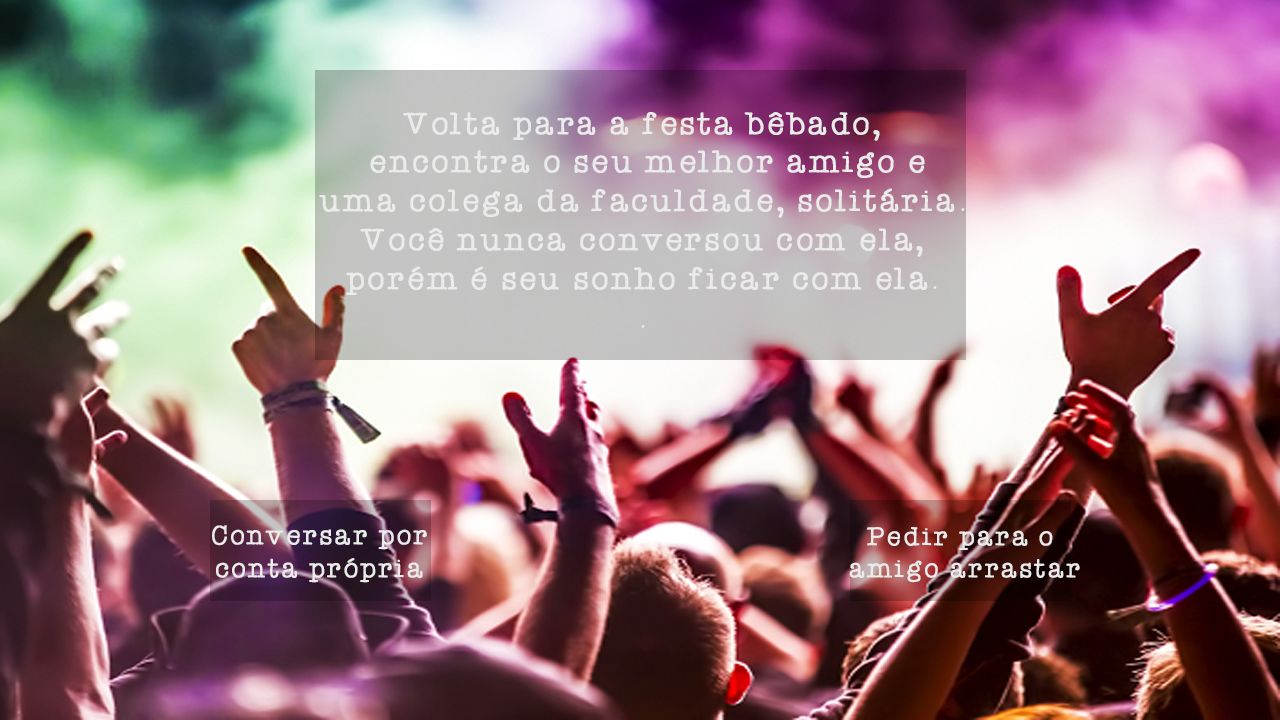 Volta para a festa bêbado,
encontra o seu melhor amigo e
uma colega da faculdade, solitária.
Você nunca conversou com ela,
porém é seu sonho ficar com ela.
.
Conversar por
conta própria
Pedir para o
amigo arrastar